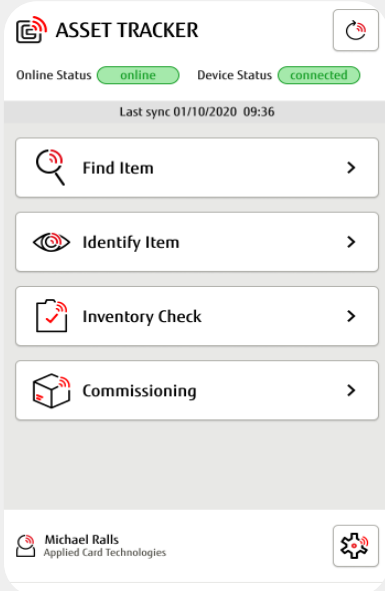 ASSET TRACKER
Online Status online Device Status connected
Last sync 01/10/2020 09:36
Find Item
Identify Item
Inventory Check
Commissioning
Michael Ralls
Applied Card Technologies